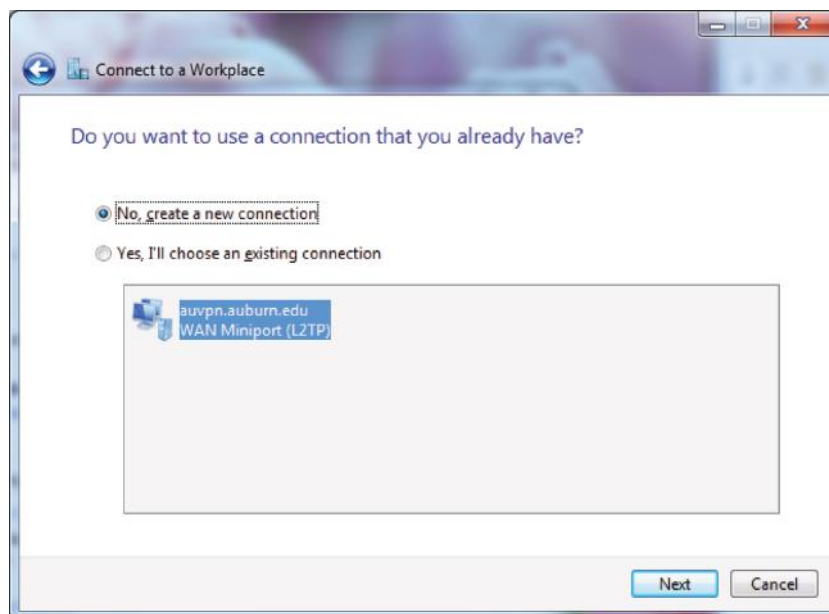 Connect to a Workplace
Do you want to use a connection that you already have?
No, create a new connection
Yes, I'll choose an existing connection
auvpn.auburn.edu
WAN Miniport (L2TP)
Next
Cancel